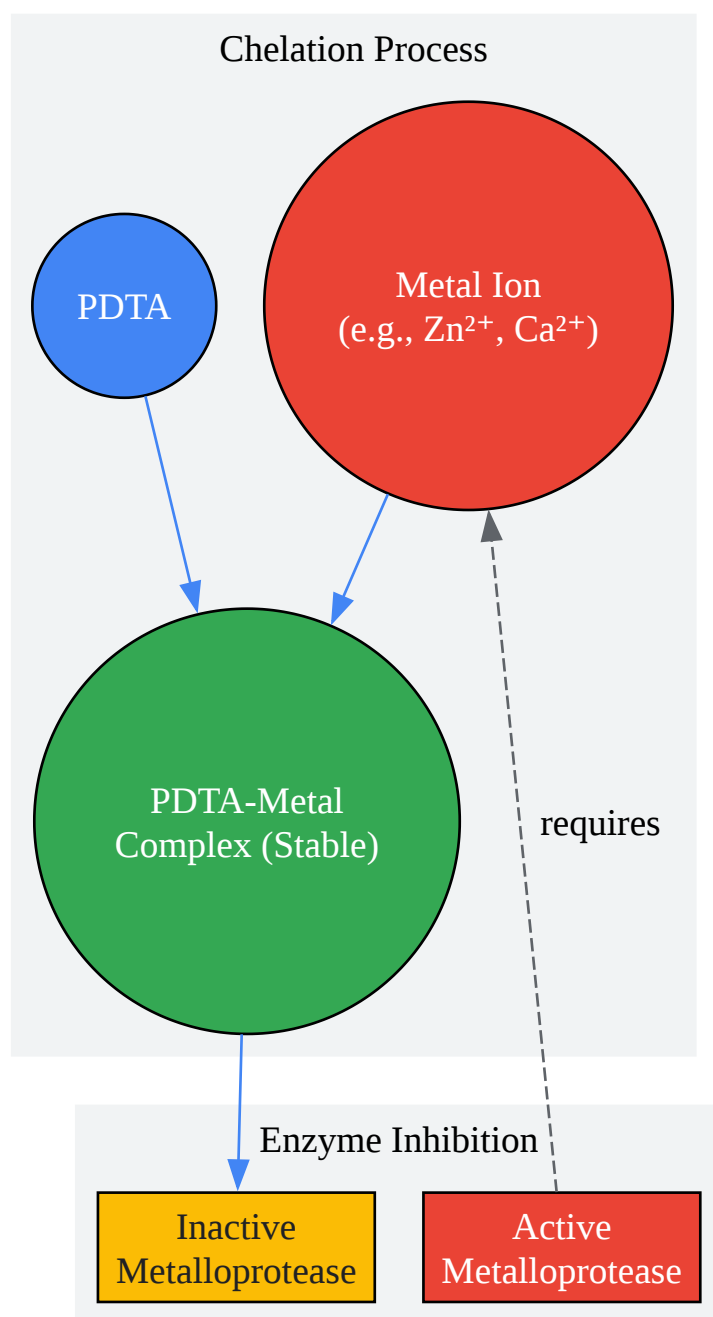 Chelation Process
PDTA
Metal Ion
(e.g., Zn²⁺, Ca²⁺)
PDTA-Metal
Complex (Stable)
requires
Enzyme Inhibition
Inactive
Metalloprotease
Active
Metalloprotease